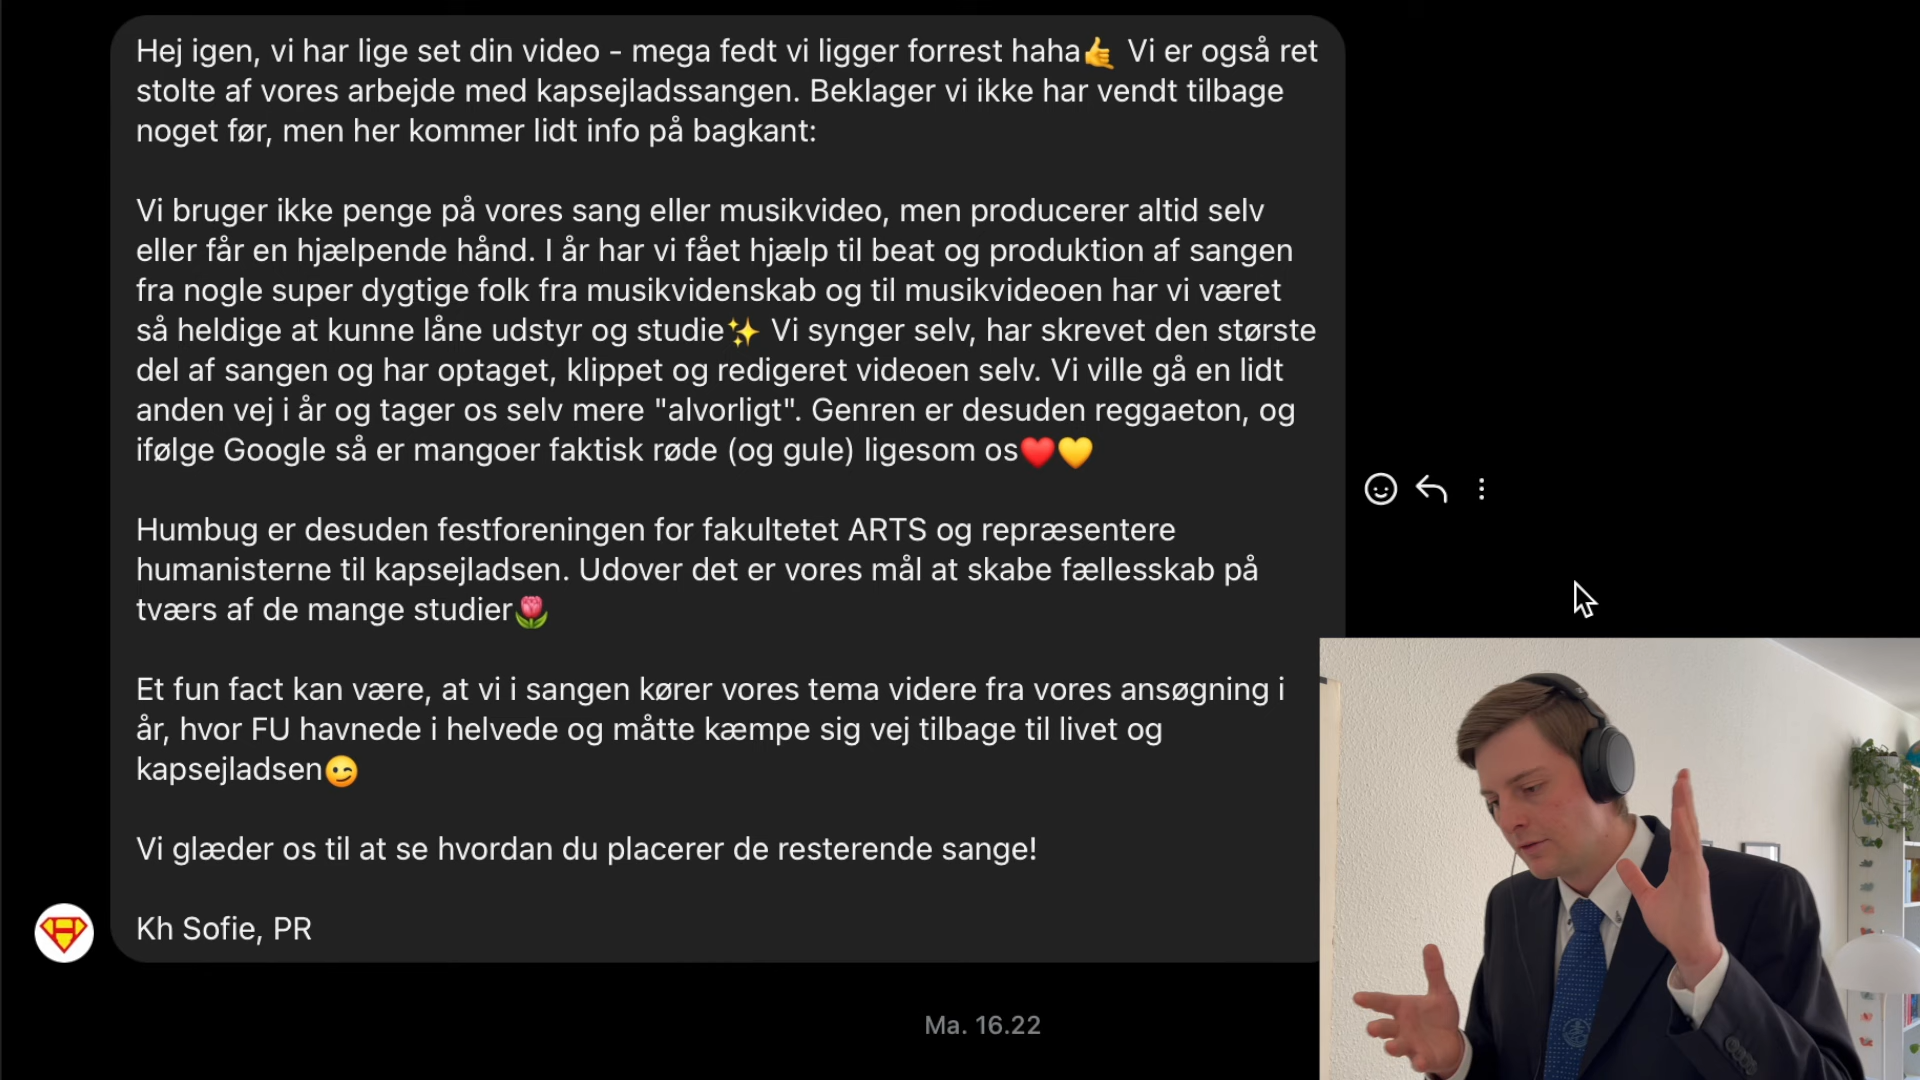 Hej igen, vi har lige set din video - mega fedt vi ligger forrest haha🤙 Vi er også ret
stolte af vores arbejde med kapsejladssangen. Beklager vi ikke har vendt tilbage
noget før, men her kommer lidt info på bagkant:
Vi bruger ikke penge på vores sang eller musikvideo, men producerer altid selv
eller får en hjælpende hånd. I år har vi fået hjælp til beat og produktion af sangen
fra nogle super dygtige folk fra musikvidenskab og til musikvideoen har vi været
så heldige at kunne låne udstyr og studie✨ Vi synger selv, har skrevet den største
del af sangen og har optaget, klippet og redigeret videoen selv. Vi ville gå en lidt
anden vej i år og tager os selv mere "alvorligt". Genren er desuden reggaeton, og
ifølge Google så er mangoer faktisk røde (og gule) ligesom os❤️💛
Humbug er desuden festforeningen for fakultetet ARTS og repræsentere
humanisterne til kapsejladsen. Udover det er vores mål at skabe fællesskab på
tværs af de mange studier🌷
Et fun fact kan være, at vi i sangen kører vores tema videre fra vores ansøgning i
år, hvor FU havnede i helvede og måtte kæmpe sig vej tilbage til livet og
kapsejladsen😉
Vi glæder os til at se hvordan du placerer de resterende sange!
Kh Sofie, PR
H
Ma. 16.22